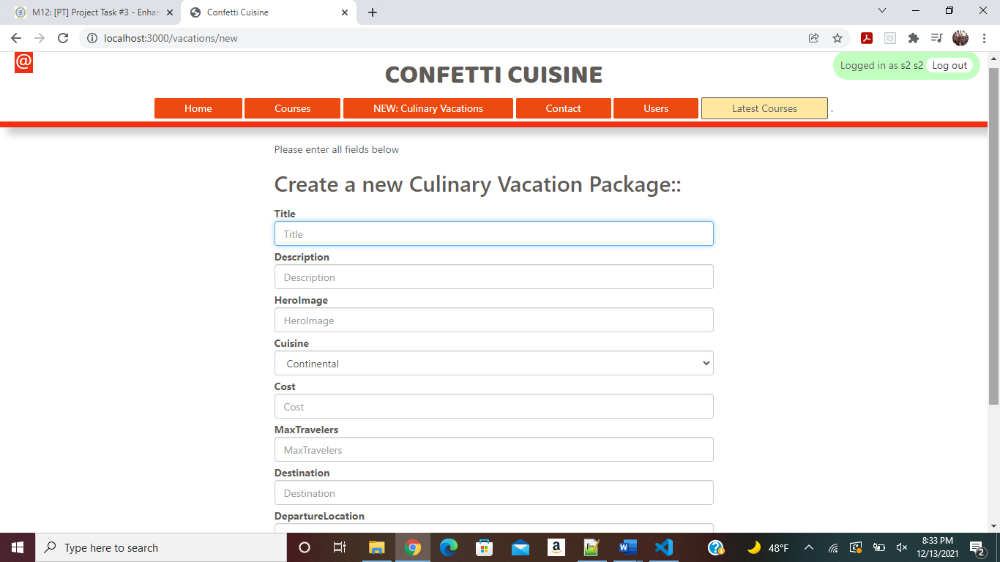 M12: [PT] Project Task #3 - Enhan
Confetti Cuisine
localhost:3000/vacations/new
@
CONFETTI CUISINE
Logged in as s2 s2 Log out
Home Courses NEW: Culinary Vacations Contact Users Latest Courses .
Please enter all fields below
Create a new Culinary Vacation Package::
Title
Title
Description
Description
HeroImage
HeroImage
Cuisine
Continental
Cost
Cost
MaxTravelers
MaxTravelers
Destination
Destination
DepartureLocation
Type here to search
48°F
8:33 PM
12/13/2021
2